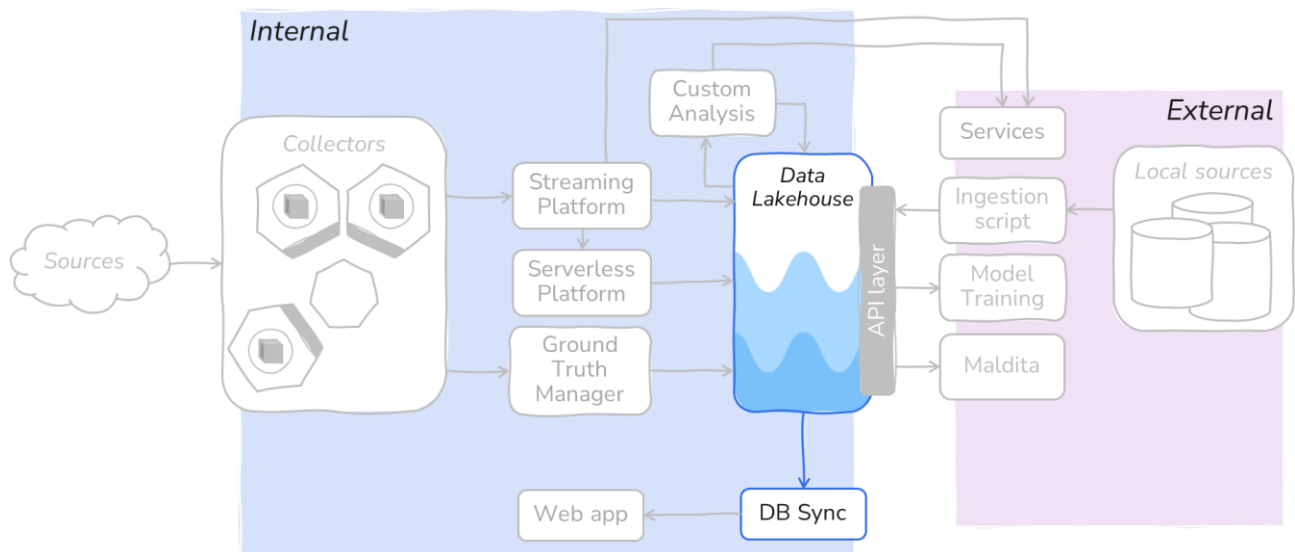 Internal
External
Collectors
Custom
Analysis
Services
Sources
Streaming
Platform
Data
Lakehouse
Ingestion
script
Local sources
Serverless
Platform
API layer
Model
Training
Ground
Truth
Manager
Maldita
Web app
DB Sync